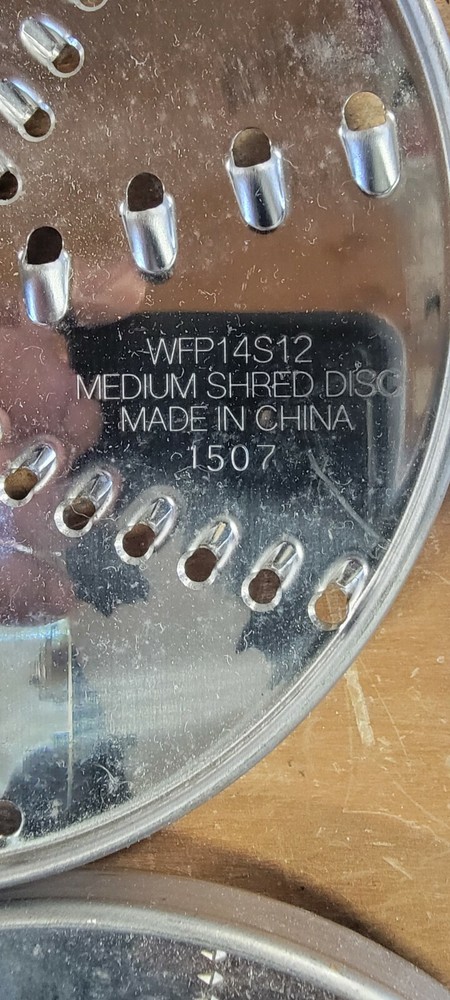 WFP14S12
MEDIUM SHRED DISC
MADE IN CHINA
1507